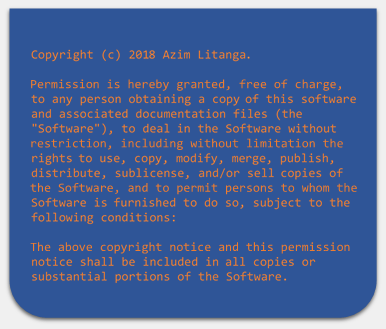 Copyright (c) 2018 Azim Litanga.
Permission is hereby granted, free of charge,
to any person obtaining a copy of this software
and associated documentation files (the
"Software"), to deal in the Software without
restriction, including without limitation the
rights to use, copy, modify, merge, publish,
distribute, sublicense, and/or sell copies of
the Software, and to permit persons to whom the
Software is furnished to do so, subject to the
following conditions:
The above copyright notice and this permission
notice shall be included in all copies or
substantial portions of the Software.